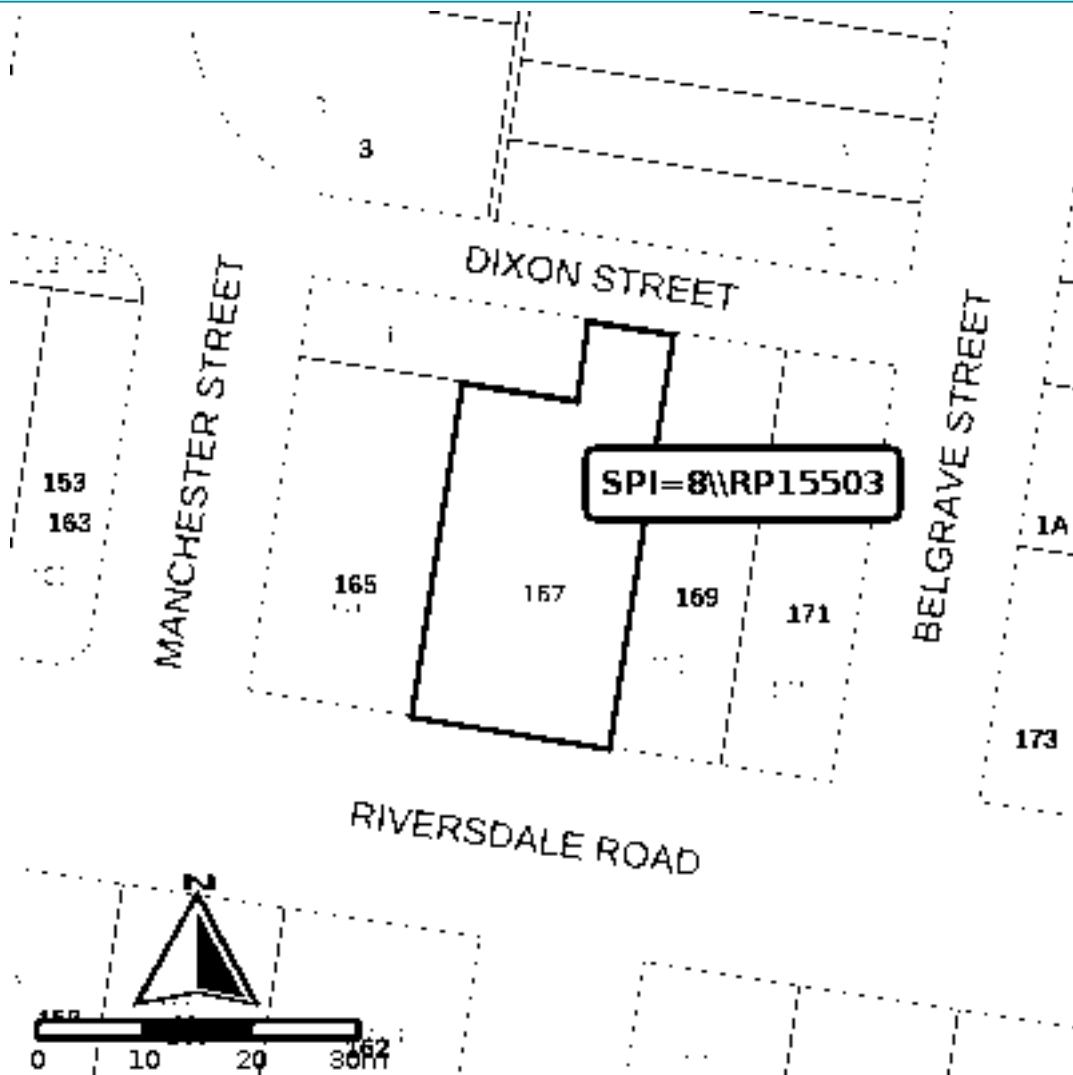 3
DIXON STREET
MANCHESTER STREET
BELGRAVE STREET
SPI=8\\RP15503
153
163
1A
165
167
169
171
173
RIVERSDALE ROAD
N
162
0 10 20 30m